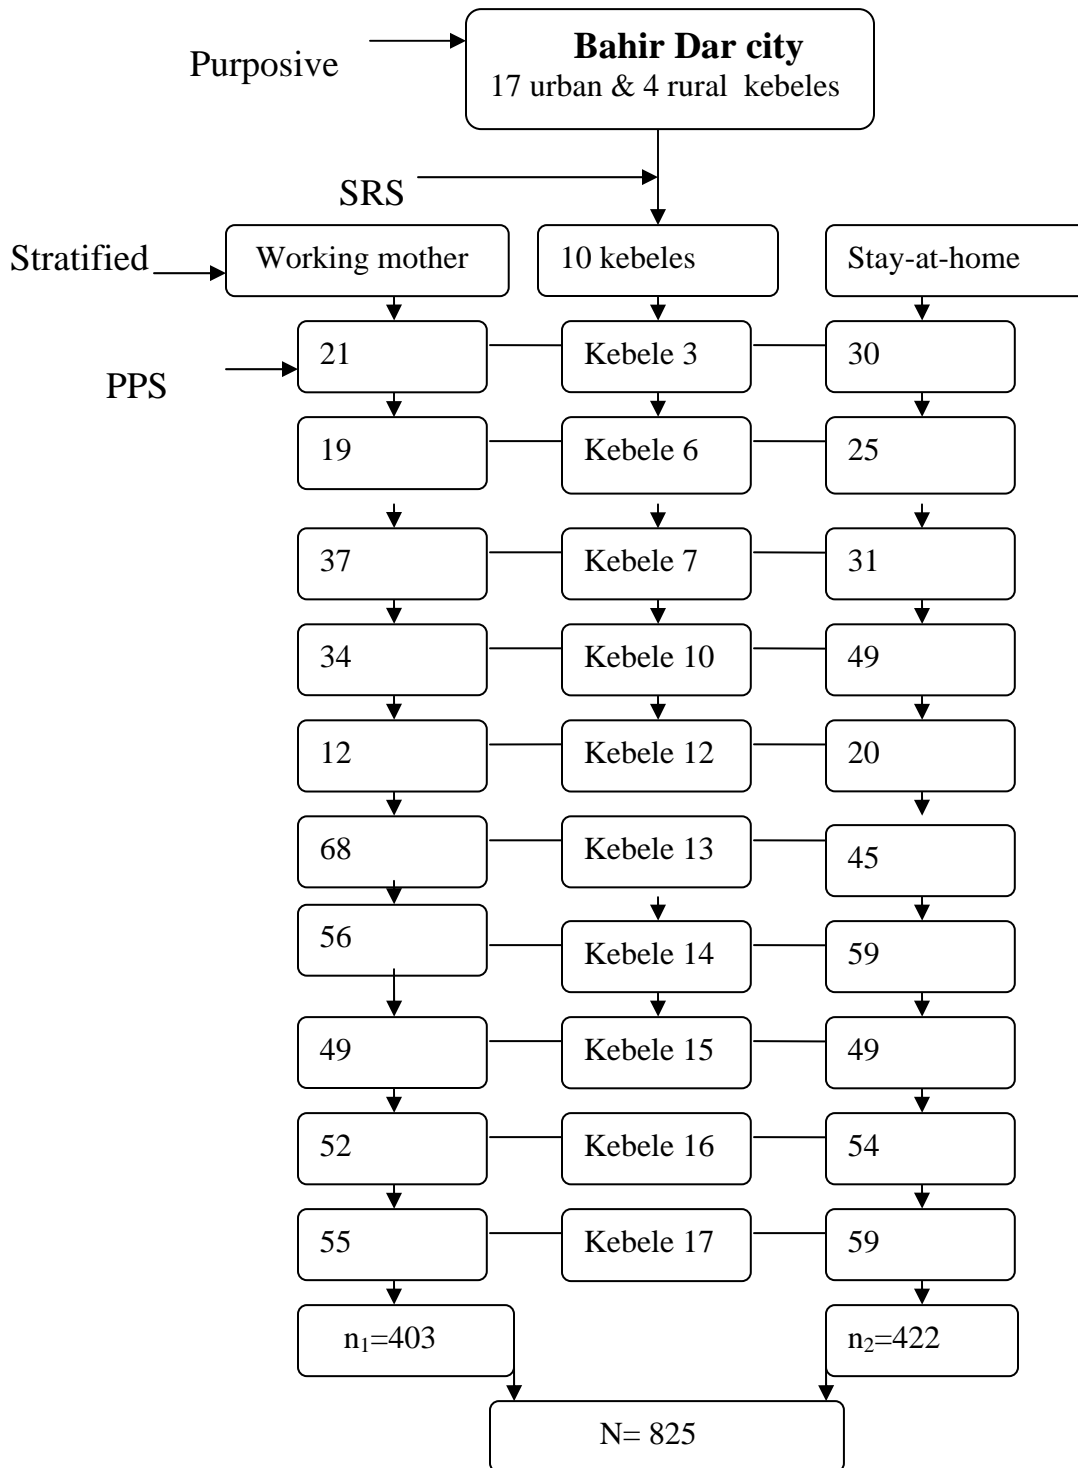 Bahir Dar city
17 urban & 4 rural kebeles
Purposive
SRS
Stratified
Working mother
10 kebeles
Stay-at-home
PPS
21
Kebele 3
30
19
Kebele 6
25
37
Kebele 7
31
34
Kebele 10
49
12
Kebele 12
20
68
Kebele 13
45
56
Kebele 14
59
49
Kebele 15
49
52
Kebele 16
54
55
Kebele 17
59
n₁=403
n₂=422
N= 825